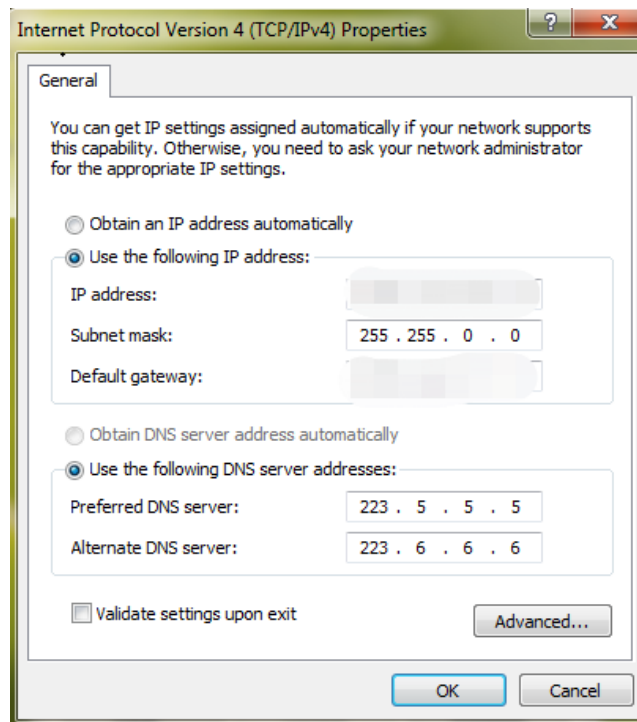 Internet Protocol Version 4 (TCP/IPv4) Properties
General
You can get IP settings assigned automatically if your network supports
this capability. Otherwise, you need to ask your network administrator
for the appropriate IP settings.
Obtain an IP address automatically
Use the following IP address:
IP address:
Subnet mask: 255 . 255 . 0 . 0
Default gateway:
Obtain DNS server address automatically
Use the following DNS server addresses:
Preferred DNS server: 223 . 5 . 5 . 5
Alternate DNS server: 223 . 6 . 6 . 6
Validate settings upon exit
Advanced...
OK Cancel